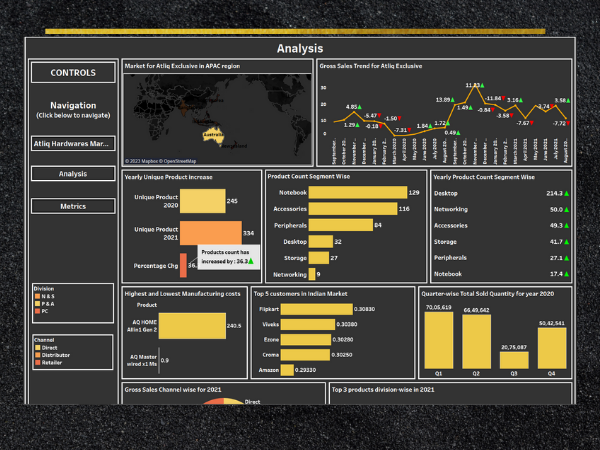 Analysis
CONTROLS
Navigation
(Click below to navigate)
Atliq Hardwares Mar...
Analysis
Metrics
Division
N & S
P & A
PC
Channel
Direct
Distributor
Retailer
Market for Atliq Exclusive in APAC region
Australia
© 2023 Mapbox © OpenStreetMap
Gross Sales Trend for Atliq Exclusive
30
20
10
0
4.85▲
1.29▲
-5.47▼
-0.18▼
-1.50▼
-7.31▼
1.84▲
1.72▲
0.49▲
13.89▲
1.49▲
11.83▲
-0.84▼
-11.84▼
-3.58▼
3.16▲
-7.67▼
3.58▲
-7.72▼
September..
October 20..
November ..
December ..
January 20..
February 2..
March 2020
April 2020
May 2020
June 2020
July 2020
August 20..
September..
October 20..
November ..
December ..
January 20..
February 2..
March 2021
April 2021
May 2021
June 2021
July 2021
August 20..
Yearly Unique Product Increase
Unique Product
2020
245
Unique Product
2021
334
Percentage Chg
36.
Products count has
increased by : 36.3▲
Product Count Segment Wise
Notebook 129
Accessories 116
Peripherals 84
Desktop 32
Storage 27
Networking 9
Yearly Product Count Segment Wise
Desktop 214.3▲
Networking 50.0▲
Accessories 49.3▲
Storage 41.7▲
Peripherals 27.1▲
Notebook 17.4▲
Highest and Lowest Manufacturing costs
Product
AQ HOME
Allin1 Gen 2
240.5
AQ Master
wired x1 Ms
0.9
Top 5 customers in Indian Market
Flipkart 0.30830
Viveks 0.30380
Ezone 0.30280
Croma 0.30250
Amazon 0.29330
Quarter-wise Total Sold Quantity for year 2020
70,05,619
66,49,642
20,75,087
50,42,541
Q1
Q2
Q3
Q4
Gross Sales Channel wise for 2021
Direct
Top 3 products division-wise in 2021